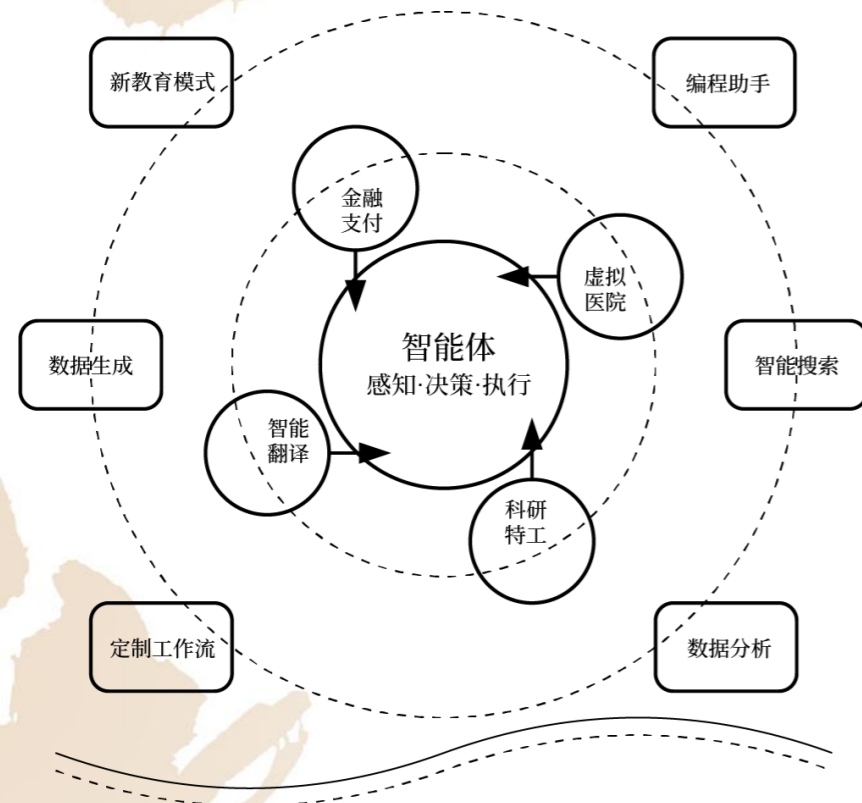 新教育模式
编程助手
金融
支付
虚拟
医院
智能体
感知·决策·执行
数据生成
智能搜索
智能
翻译
科研
特工
定制工作流
数据分析